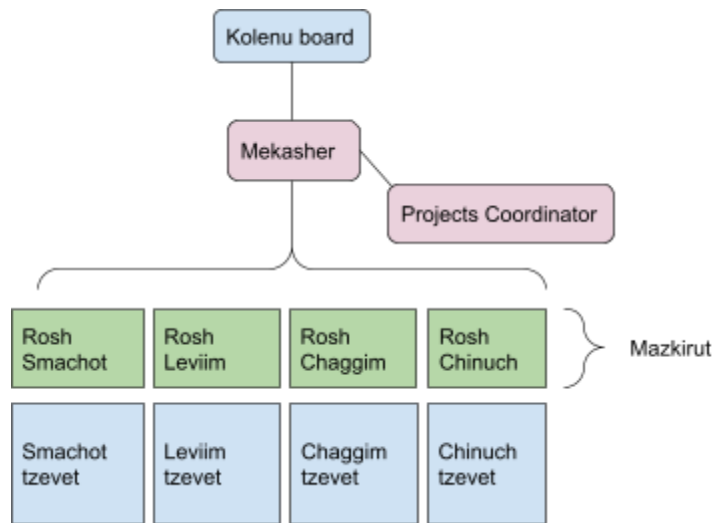 Kolenu board
Mekasher
Projects Coordinator
Rosh
Smachot
Rosh
Leviim
Rosh
Chaggim
Rosh
Chinuch
Mazkirut
Smachot
tzevet
Leviim
tzevet
Chaggim
tzevet
Chinuch
tzevet